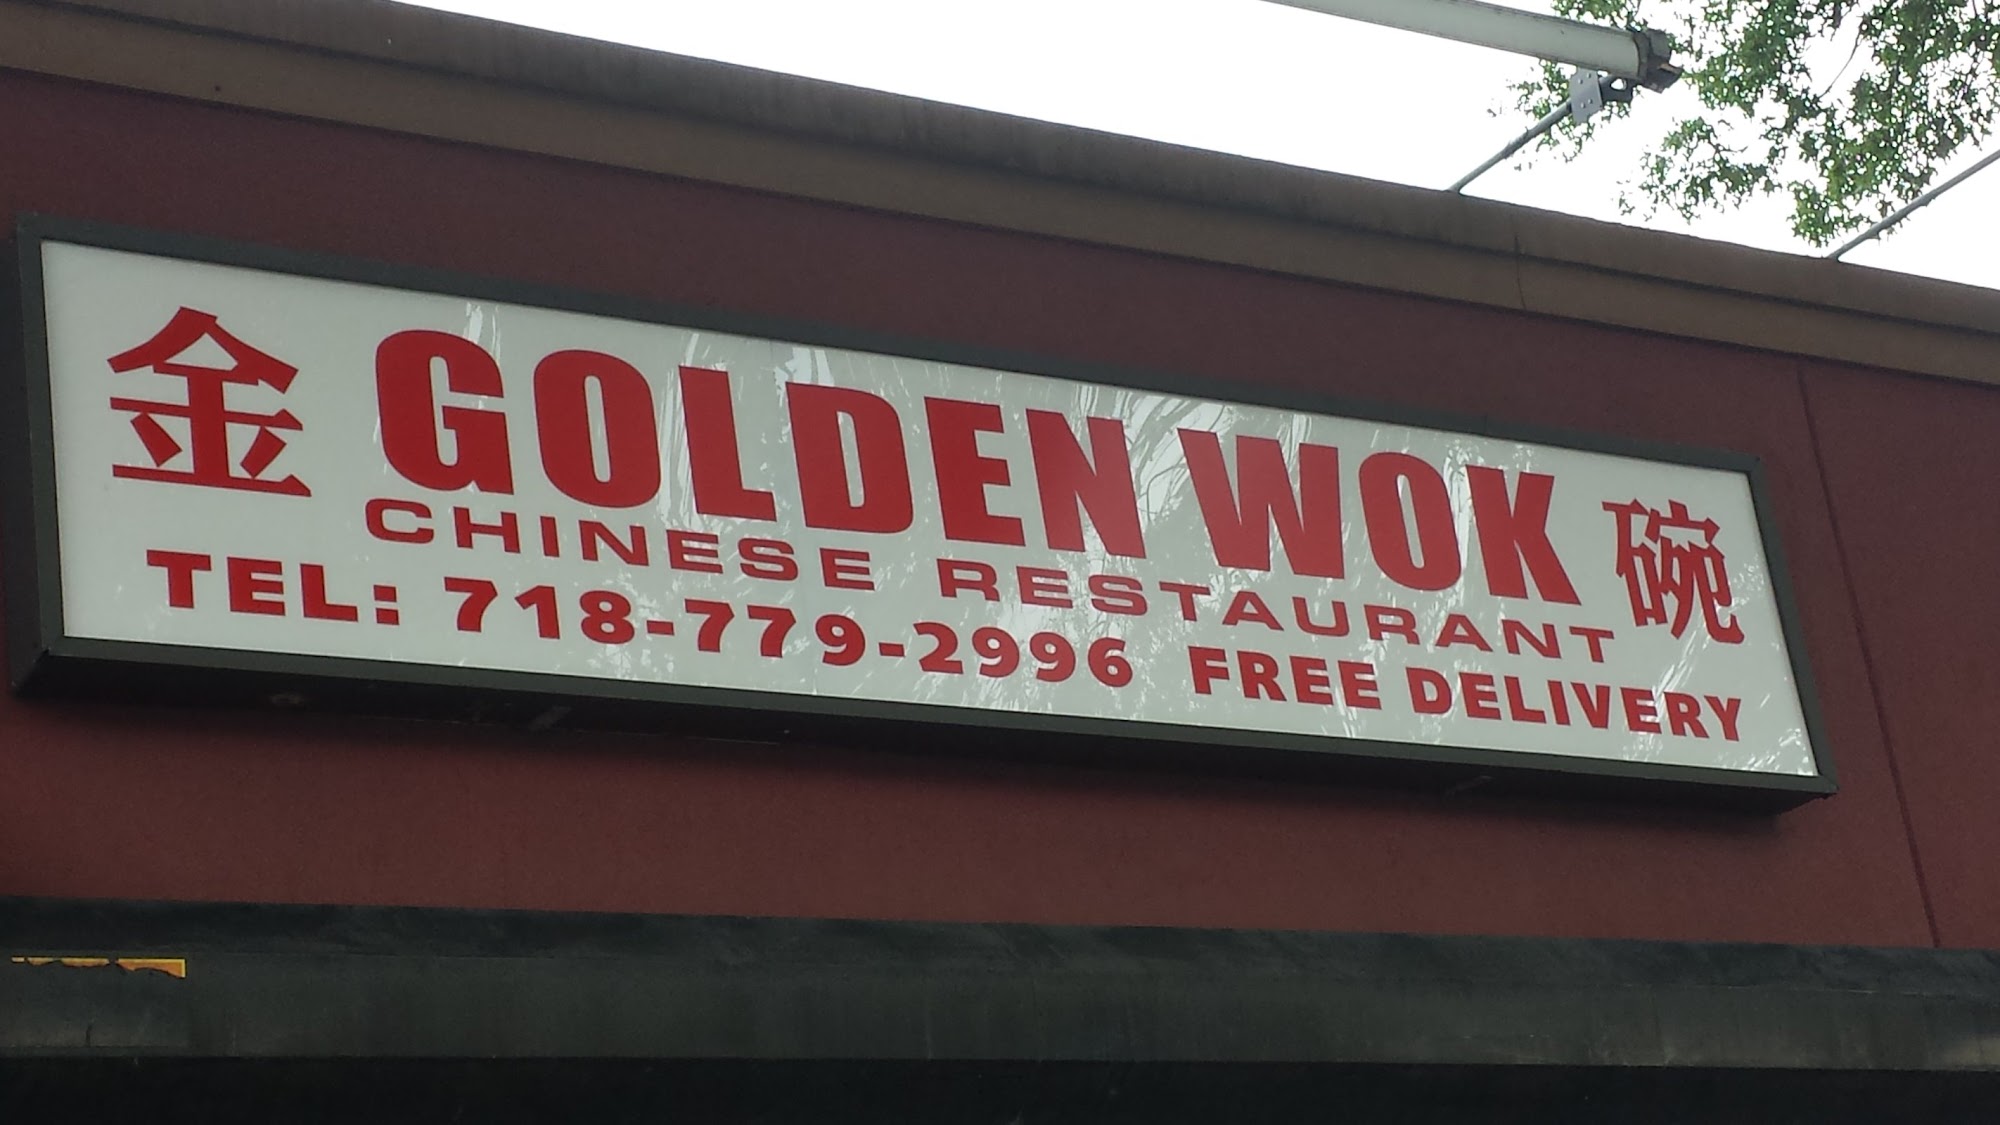 金 GOLDEN WOK 碗
CHINESE RESTAURANT
TEL: 718-779-2996 FREE DELIVERY